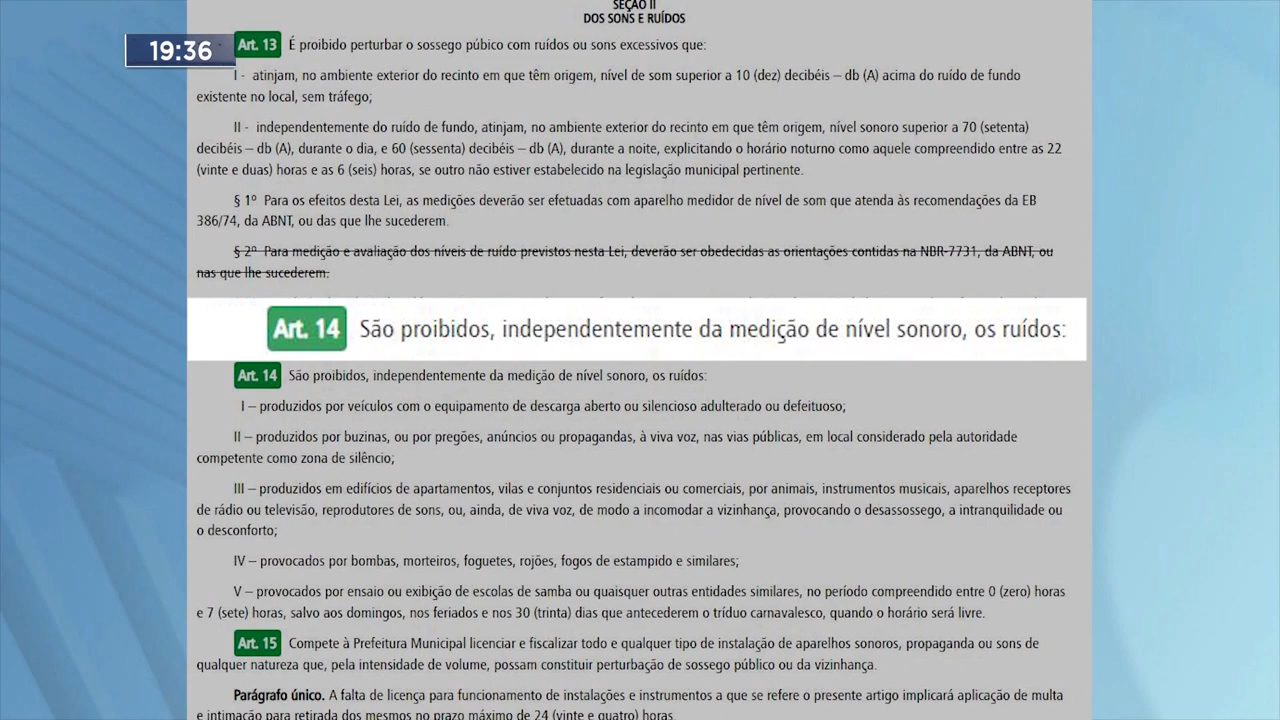 SEÇÃO II
DOS SONS E RUÍDOS
19:36
Art. 13 É proibido perturbar o sossego púbico com ruídos ou sons excessivos que:
I - atinjam, no ambiente exterior do recinto em que têm origem, nível de som superior a 10 (dez) decibéis – db (A) acima do ruído de fundo
existente no local, sem tráfego;
II - independentemente do ruído de fundo, atinjam, no ambiente exterior do recinto em que têm origem, nível sonoro superior a 70 (setenta)
decibéis – db (A), durante o dia, e 60 (sessenta) decibéis – db (A), durante a noite, explicitando o horário noturno como aquele compreendido entre as 22
(vinte e duas) horas e as 6 (seis) horas, se outro não estiver estabelecido na legislação municipal pertinente.
§ 1º Para os efeitos desta Lei, as medições deverão ser efetuadas com aparelho medidor de nível de som que atenda às recomendações da EB
386/74, da ABNT, ou das que lhe sucederem.
§ 2º Para medição e avaliação dos níveis de ruído previstos nesta Lei, deverão ser obedecidas as orientações contidas na NBR-7731, da ABNT, ou
nas que lhe sucederem.
Art. 14 São proibidos, independentemente da medição de nível sonoro, os ruídos:
Art. 14 São proibidos, independentemente da medição de nível sonoro, os ruídos:
I – produzidos por veículos com o equipamento de descarga aberto ou silencioso adulterado ou defeituoso;
II – produzidos por buzinas, ou por pregões, anúncios ou propagandas, à viva voz, nas vias públicas, em local considerado pela autoridade
competente como zona de silêncio;
III – produzidos em edifícios de apartamentos, vilas e conjuntos residenciais ou comerciais, por animais, instrumentos musicais, aparelhos receptores
de rádio ou televisão, reprodutores de sons, ou, ainda, de viva voz, de modo a incomodar a vizinhança, provocando o desassossego, a intranquilidade ou
o desconforto;
IV – provocados por bombas, morteiros, foguetes, rojões, fogos de estampido e similares;
V – provocados por ensaio ou exibição de escolas de samba ou quaisquer outras entidades similares, no período compreendido entre 0 (zero) horas
e 7 (sete) horas, salvo aos domingos, nos feriados e nos 30 (trinta) dias que antecederem o tríduo carnavalesco, quando o horário será livre.
Art. 15 Compete à Prefeitura Municipal licenciar e fiscalizar todo e qualquer tipo de instalação de aparelhos sonoros, propaganda ou sons de
qualquer natureza que, pela intensidade de volume, possam constituir perturbação de sossego público ou da vizinhança.
Parágrafo único. A falta de licença para funcionamento de instalações e instrumentos a que se refere o presente artigo implicará aplicação de multa
e intimação para retirada dos mesmos no prazo máximo de 24 (vinte e quatro) horas.